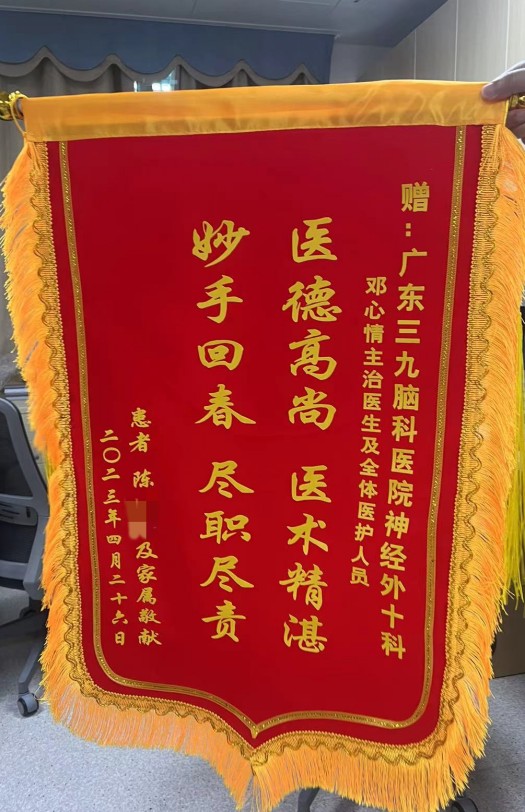 赠：广东三九脑科医院神经外十科
邓心情主治医生及全体医护人员
医德高尚 医术精湛
妙手回春 尽职尽责
患者 陈 及家属敬献
二〇二三年四月二十六日